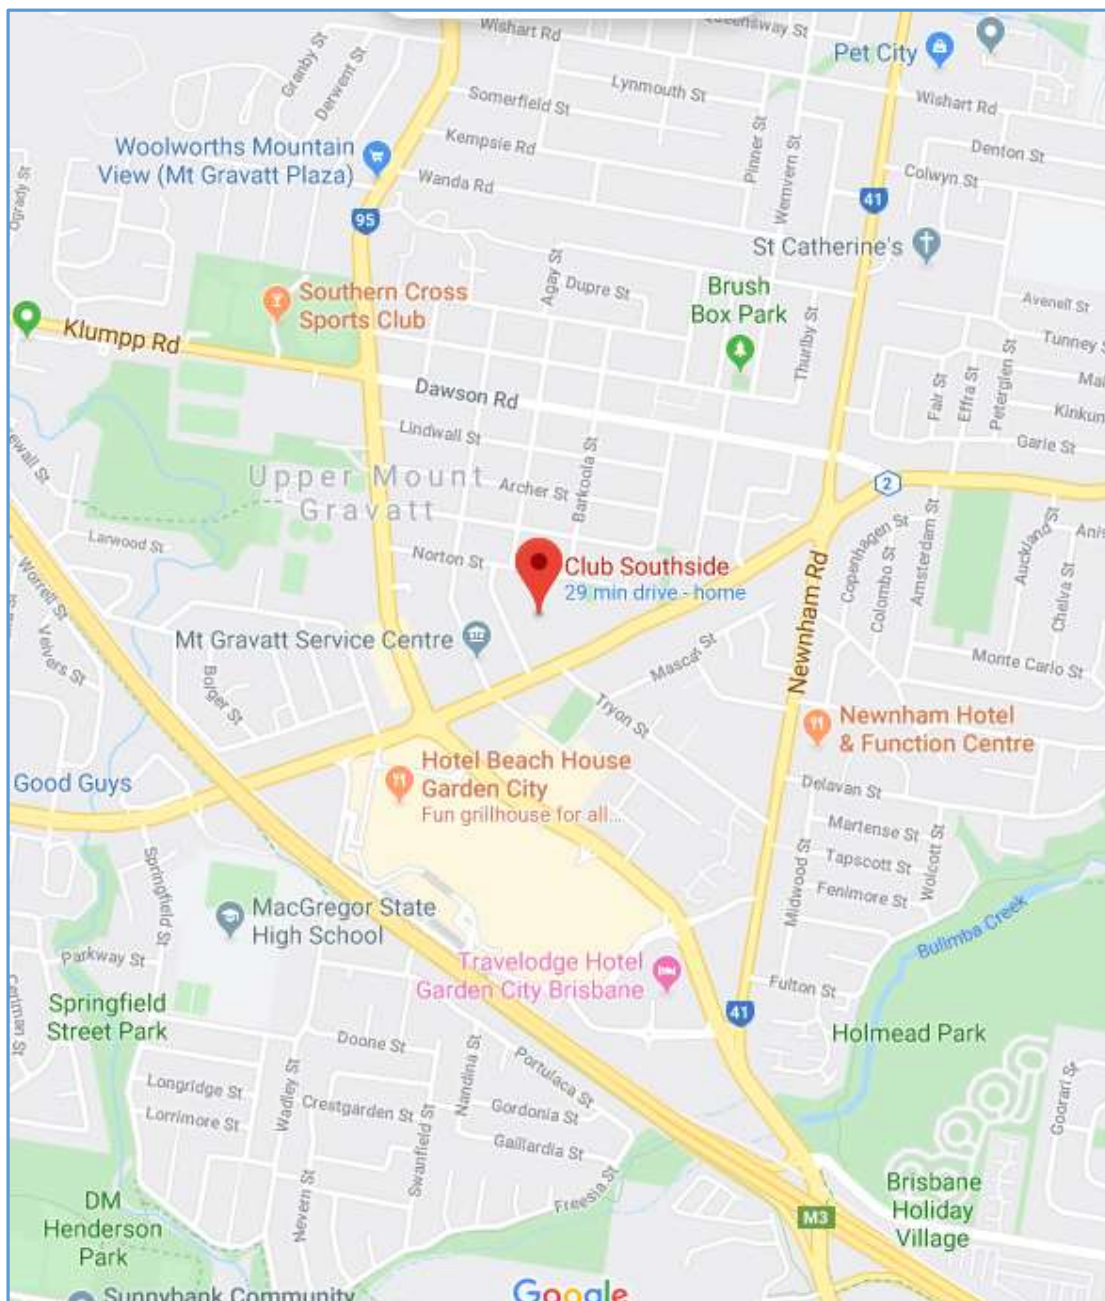 Wishart Rd
Queensway St
Pet City
Granby St
Derwent St
Lynmouth St
Somerfield St
Wishart Rd
Kempsie Rd
Pinner St
Wernvern St
Denton St
Woolworths Mountain
View (Mt Gravatt Plaza)
Wanda Rd
Colwyn St
Ogrady St
41
95
St Catherine's
Agay St
Dupre St
Brush
Box Park
Southern Cross
Sports Club
Avenell St
Klumpp Rd
Thurlby St
Tunney S
Fair St
Effra St
Peterglen St
Mal
Dawson Rd
Kinkun
Lindwall St
Garie St
Barkoola St
Upper Mount
Gravatt
Archer St
2
ewall St
Larwood St
Norton St
Copenhagen St
Amsterdam St
Auckland St
Anis
Club Southside
29 min drive - home
Worrell St
Newnham Rd
Colombo St
Chelva St
Mt Gravatt Service Centre
Velvers St
Mascar St
Monte Carlo St
Bolger St
Tryon St
Newnham Hotel
& Function Centre
Hotel Beach House
Garden City
Fun grillhouse for all...
Good Guys
Delavan St
Martense St
Wolcott St
Springfield St
Midwood St
Tapscott St
Fenimore St
MacGregor State
High School
Bulimba Creek
Parkway St
Travelodge Hotel
Garden City Brisbane
Fulton St
Springfield
Street Park
41
Holmead Park
Doone St
Nandina St
Portulaca St
Goorari St
Longridge St
Wadley St
Crestgarden St
Gordonia St
Lorrimore St
Swanfield St
Gaillardia St
Nevern St
Freesia St
Brisbane
Holiday
Village
DM
Henderson
Park
M3
Sunnybank Community
Google